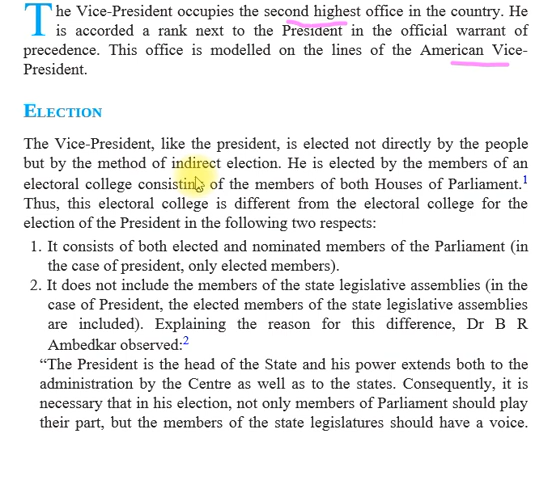 The Vice-President occupies the second highest office in the country. He
is accorded a rank next to the President in the official warrant of
precedence. This office is modelled on the lines of the American Vice-
President.
ELECTION
The Vice-President, like the president, is elected not directly by the people
but by the method of indirect election. He is elected by the members of an
electoral college consisting of the members of both Houses of Parliament.1
Thus, this electoral college is different from the electoral college for the
election of the President in the following two respects:
1. It consists of both elected and nominated members of the Parliament (in
the case of president, only elected members).
2. It does not include the members of the state legislative assemblies (in the
case of President, the elected members of the state legislative assemblies
are included). Explaining the reason for this difference, Dr B R
Ambedkar observed:2
“The President is the head of the State and his power extends both to the
administration by the Centre as well as to the states. Consequently, it is
necessary that in his election, not only members of Parliament should play
their part, but the members of the state legislatures should have a voice.